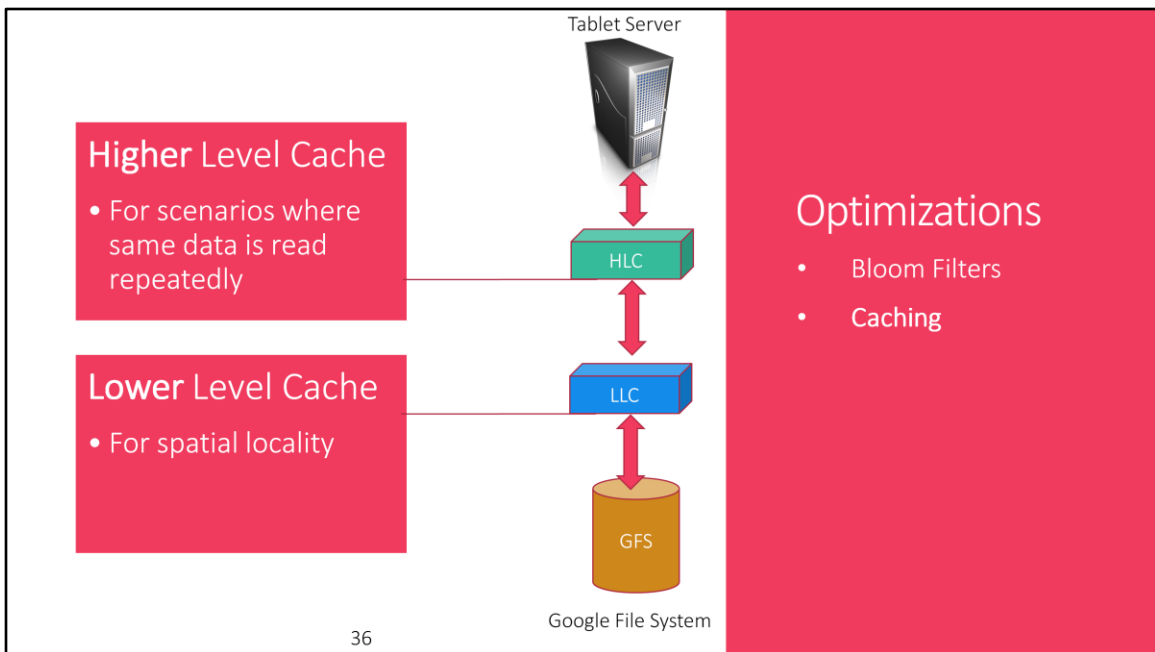 Tablet Server
Higher Level Cache
• For scenarios where
same data is read
repeatedly
HLC
Lower Level Cache
• For spatial locality
LLC
GFS
Google File System
36
Optimizations
• Bloom Filters
• Caching